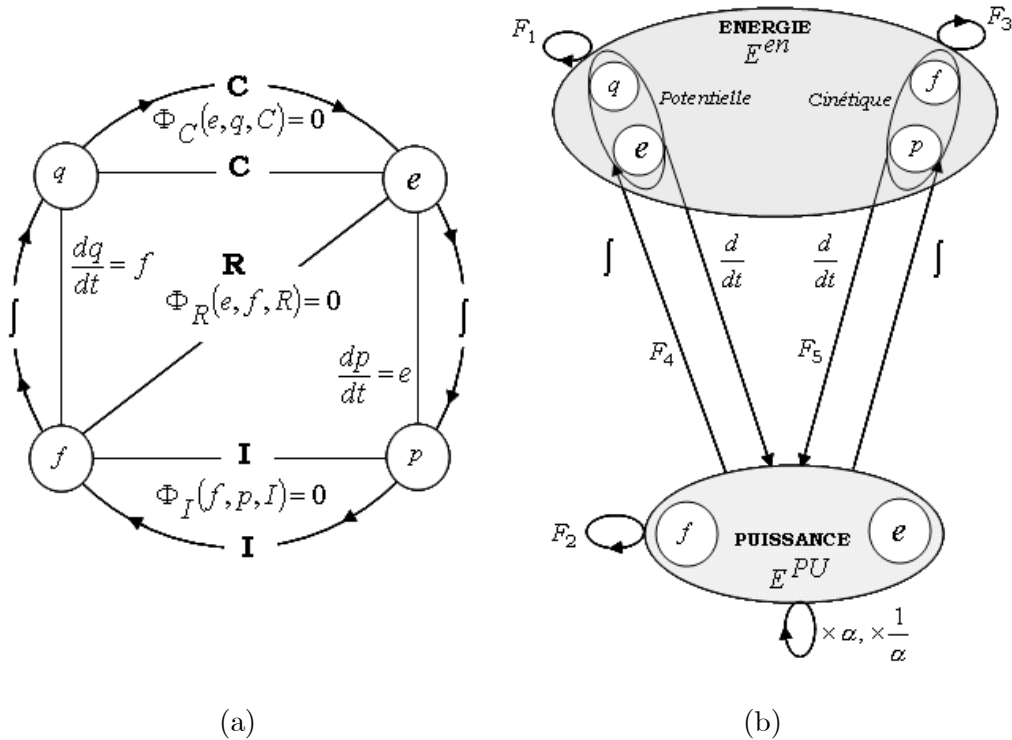 C
Φ_C(e, q, C) = 0
q
C
e
dq/dt = f
R
Φ_R(e, f, R) = 0
∫
∫
dp/dt = e
f
I
p
Φ_I(f, p, I) = 0
I
(a)
F_1
ENERGIE
E^{en}
F_3
q
Potentielle
Cinétique
f
e
p
∫
d/dt
d/dt
∫
F_4
F_5
F_2
f
PUISSANCE
e
E^{PU}
× α, × 1/α
(b)